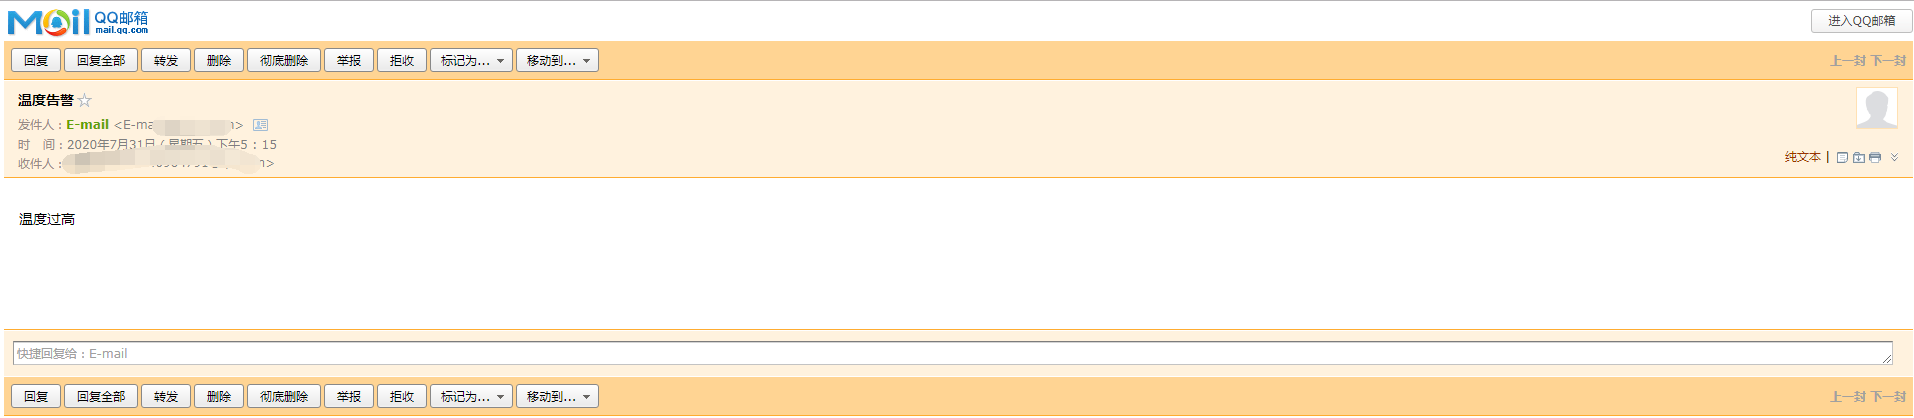 Mail QQ邮箱 mail.qq.com 进入QQ邮箱
回复 回复全部 转发 删除 彻底删除 举报 拒收 标记为... 移动到... 上一封 下一封
温度告警
发件人：E-mail <E-ma
时 间：2020年7月31日（星期五）下午5：15
收件人：
纯文本 |
温度过高
快捷回复给：E-mail
回复 回复全部 转发 删除 彻底删除 举报 拒收 标记为... 移动到... 上一封 下一封